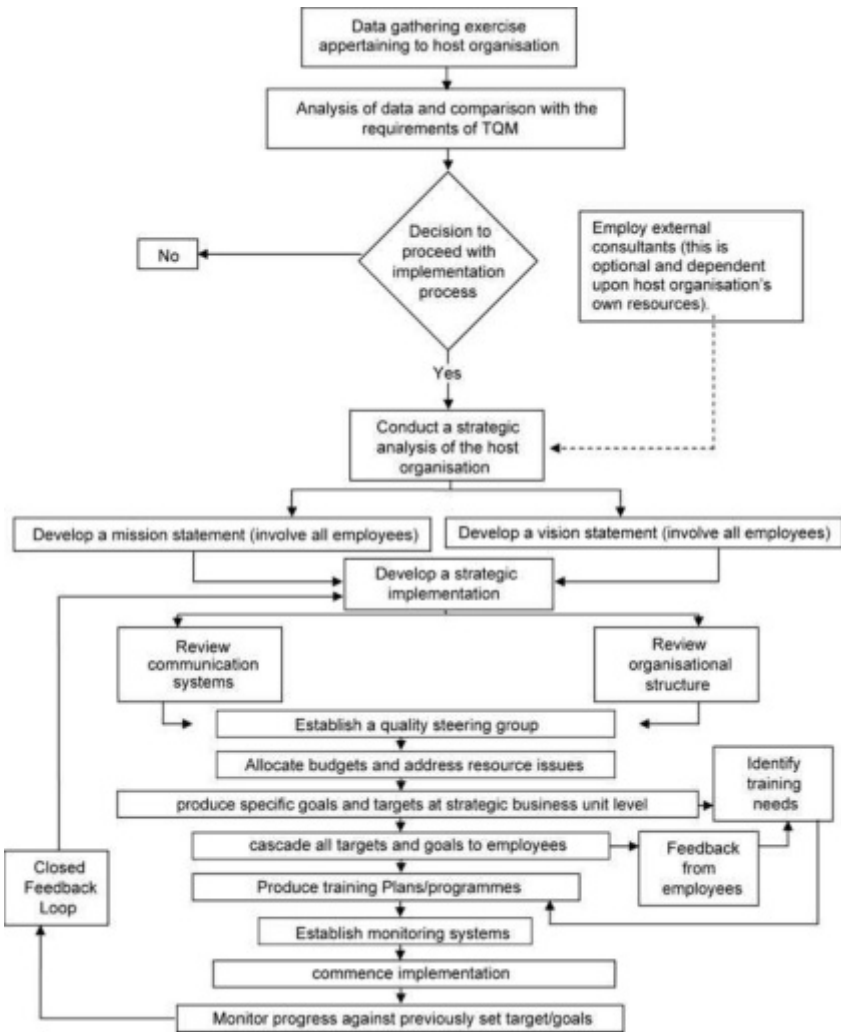 Data gathering exercise
appertaining to host organisation
Analysis of data and comparison with the
requirements of TQM
Decision to
proceed with
implementation
process
No
Employ external
consultants (this is
optional and dependent
upon host organisation's
own resources).
Yes
Conduct a strategic
analysis of the host
organisation
Develop a mission statement (involve all employees)
Develop a vision statement (involve all employees)
Develop a strategic
implementation
Review
communication
systems
Review
organisational
structure
Establish a quality steering group
Allocate budgets and address resource issues
Identify
training
needs
produce specific goals and targets at strategic business unit level
cascade all targets and goals to employees
Feedback
from
employees
Closed
Feedback
Loop
Produce training Plans/programmes
Establish monitoring systems
commence implementation
Monitor progress against previously set target/goals